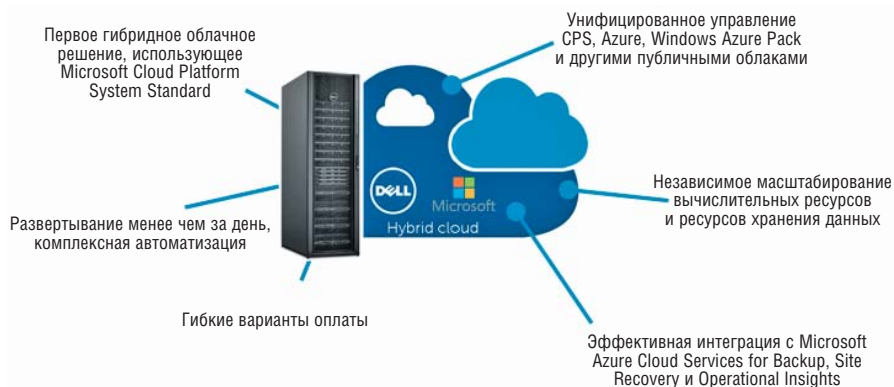 Первое гибридное облачное
решение, использующее
Microsoft Cloud Platform
System Standard
Унифицированное управление
CPS, Azure, Windows Azure Pack
и другими публичными облаками
DELL
Microsoft
Hybrid cloud
Независимое масштабирование
вычислительных ресурсов
и ресурсов хранения данных
Развертывание менее чем за день,
комплексная автоматизация
Гибкие варианты оплаты
Эффективная интеграция с Microsoft
Azure Cloud Services for Backup, Site
Recovery и Operational Insights